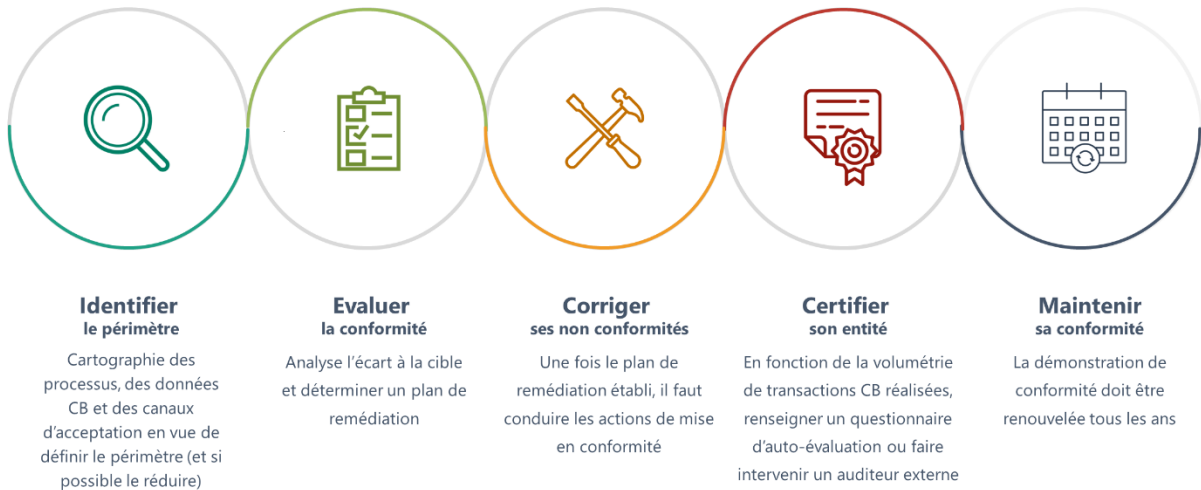 Identifier
le périmètre
Cartographie des
processus, des données
CB et des canaux
d'acceptation en vue de
définir le périmètre (et si
possible le réduire)
Evaluer
la conformité
Analyse l'écart à la cible
et déterminer un plan de
remédiation
Corriger
ses non conformités
Une fois le plan de
remédiation établi, il faut
conduire les actions de mise
en conformité
Certifier
son entité
En fonction de la volumétrie
de transactions CB réalisées,
renseigner un questionnaire
d'auto-évaluation ou faire
intervenir un auditeur externe
Maintenir
sa conformité
La démonstration de
conformité doit être
renouvelée tous les ans